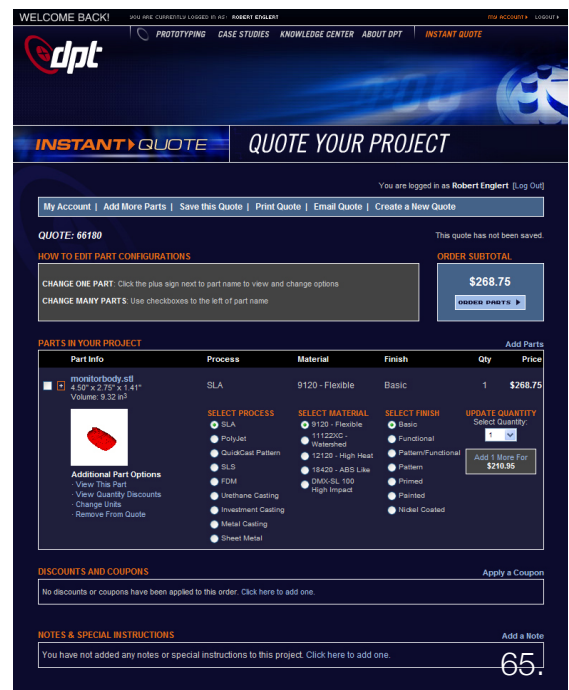 WELCOME BACK! YOU ARE CURRENTLY LOGGED IN AS: ROBERT ENGLERT MY ACCOUNT LOGOUT
PROTOTYPING CASE STUDIES KNOWLEDGE CENTER ABOUT DPT INSTANT QUOTE
dpt
INSTANT QUOTE QUOTE YOUR PROJECT
You are logged in as Robert Englert [Log Out]
My Account | Add More Parts | Save this Quote | Print Quote | Email Quote | Create a New Quote
QUOTE: 66180 This quote has not been saved.
HOW TO EDIT PART CONFIGURATIONS ORDER SUBTOTAL
CHANGE ONE PART: Click the plus sign next to part name to view and change options
$268.75
CHANGE MANY PARTS: Use checkboxes to the left of part name
ORDER PARTS
PARTS IN YOUR PROJECT Add Parts
Part Info Process Material Finish Qty Price
monitorbody.stl
4.50" x 2.75" x 1.41"
Volume: 9.32 in³
SLA 9120 - Flexible Basic 1 $268.75
SELECT PROCESS
SLA
PolyJet
QuickCast Pattern
SLS
FDM
Urethane Casting
Investment Casting
Metal Casting
Sheet Metal
SELECT MATERIAL
9120 - Flexible
11122XC -
Watershed
12120 - High Heat
18420 - ABS Like
DMX-SL 100
High Impact
SELECT FINISH
Basic
Functional
Pattern/Functional
Pattern
Primed
Painted
Nickel Coated
UPDATE QUANTITY
Select Quantity:
1
Add 1 More For
$210.95
Additional Part Options
· View This Part
· View Quantity Discounts
· Change Units
· Remove From Quote
DISCOUNTS AND COUPONS Apply a Coupon
No discounts or coupons have been applied to this order. Click here to add one.
NOTES & SPECIAL INSTRUCTIONS Add a Note
You have not added any notes or special instructions to this project. Click here to add one.
65.